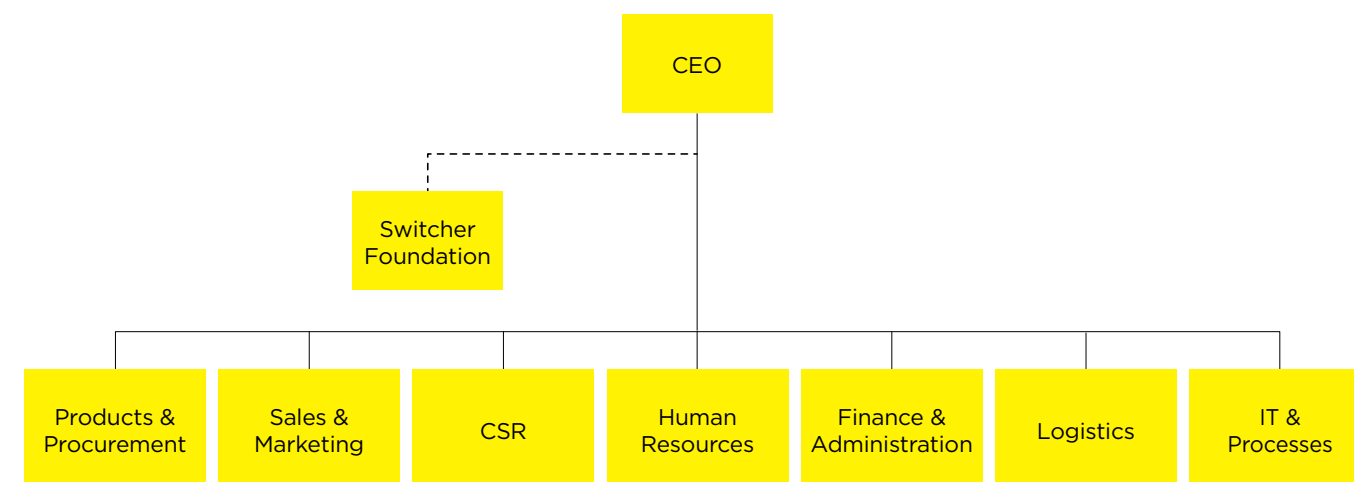 CEO
Switcher
Foundation
Products &
Procurement
Sales &
Marketing
CSR
Human
Resources
Finance &
Administration
Logistics
IT &
Processes